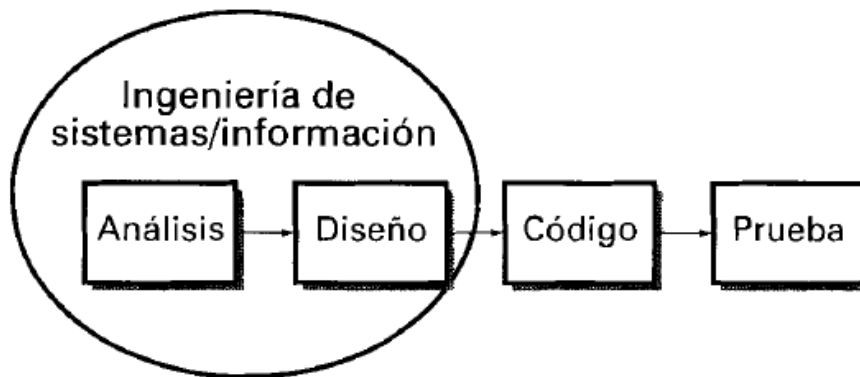 Ingeniería de
sistemas/información
Análisis
Diseño
Código
Prueba